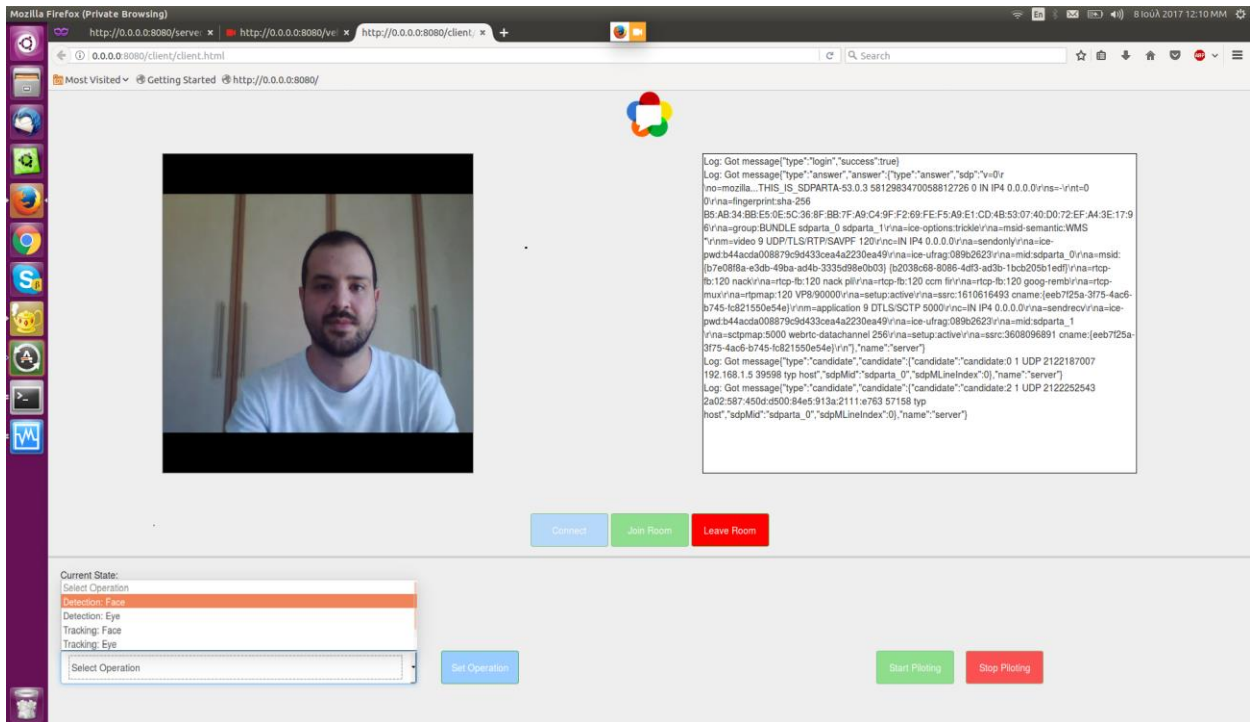 Mozilla Firefox (Private Browsing)
En
8 Ιούλ 2017 12:10 ΜΜ
http://0.0.0.0:8080/server
http://0.0.0.0:8080/ve
http://0.0.0.0:8080/client/
0.0.0.0:8080/client/client.html
Search
Most Visited
Getting Started
http://0.0.0.0:8080/
Log: Got message{"type":"login","success":true}
Log: Got message{"type":"answer","answer":{"type":"answer","sdp":"v=0\r
\no=mozilla...THIS_IS_SDPARTA-53.0.3 5812983470058812726 0 IN IP4 0.0.0.0\r\ns=-\r\nt=0
0\r\na=fingerprint:sha-256
B5:AB:34:BB:E5:0E:5C:36:8F:BB:7F:A9:C4:9F:F2:69:FE:F5:A9:E1:CD:4B:53:07:40:D0:72:EF:A4:3E:17:9
6\r\na=group:BUNDLE sdparta_0 sdparta_1\r\na=ice-options:trickle\r\na=msid-semantic:WMS
*\r\nm=video 9 UDP/TLS/RTP/SAVPF 120\r\nc=IN IP4 0.0.0.0\r\na=sendonly\r\na=ice-
pwd:b44acda008879c9d433cea4a2230ea49\r\na=ice-ufrag:089b2623\r\na=mid:sdparta_0\r\na=msid:
{b7e08f8a-e3db-49ba-ad4b-3335d98e0b03} {b2038c68-8086-4df3-ad3b-1bcb205b1edf}\r\na=rtcp-
fb:120 nack\r\na=rtcp-fb:120 nack pli\r\na=rtcp-fb:120 ccm fir\r\na=rtcp-fb:120 goog-remb\r\na=rtcp-
mux\r\na=rtpmap:120 VP8/90000\r\na=setup:active\r\na=ssrc:1610616493 cname:{eeb7f25a-3f75-4ac6-
b745-fc821550e54e}\r\nm=application 9 DTLS/SCTP 5000\r\nc=IN IP4 0.0.0.0\r\na=sendrecv\r\na=ice-
pwd:b44acda008879c9d433cea4a2230ea49\r\na=ice-ufrag:089b2623\r\na=mid:sdparta_1
\r\na=sctpmap:5000 webrtc-datachannel 256\r\na=setup:active\r\na=ssrc:3608096891 cname:{eeb7f25a-
3f75-4ac6-b745-fc821550e54e}\r\n"},"name":"server"}
Log: Got message{"type":"candidate","candidate":{"candidate":"candidate:0 1 UDP 2122187007
192.168.1.5 39598 typ host","sdpMid":"sdparta_0","sdpMLineIndex":0},"name":"server"}
Log: Got message{"type":"candidate","candidate":{"candidate":"candidate:2 1 UDP 2122252543
2a02:587:450d:d500:84e5:913a:2111:e763 57158 typ
host","sdpMid":"sdparta_0","sdpMLineIndex":0},"name":"server"}
Connect
Join Room
Leave Room
Current State:
Select Operation
Detection: Face
Detection: Eye
Tracking: Face
Tracking: Eye
Select Operation
Set Operation
Start Piloting
Stop Piloting